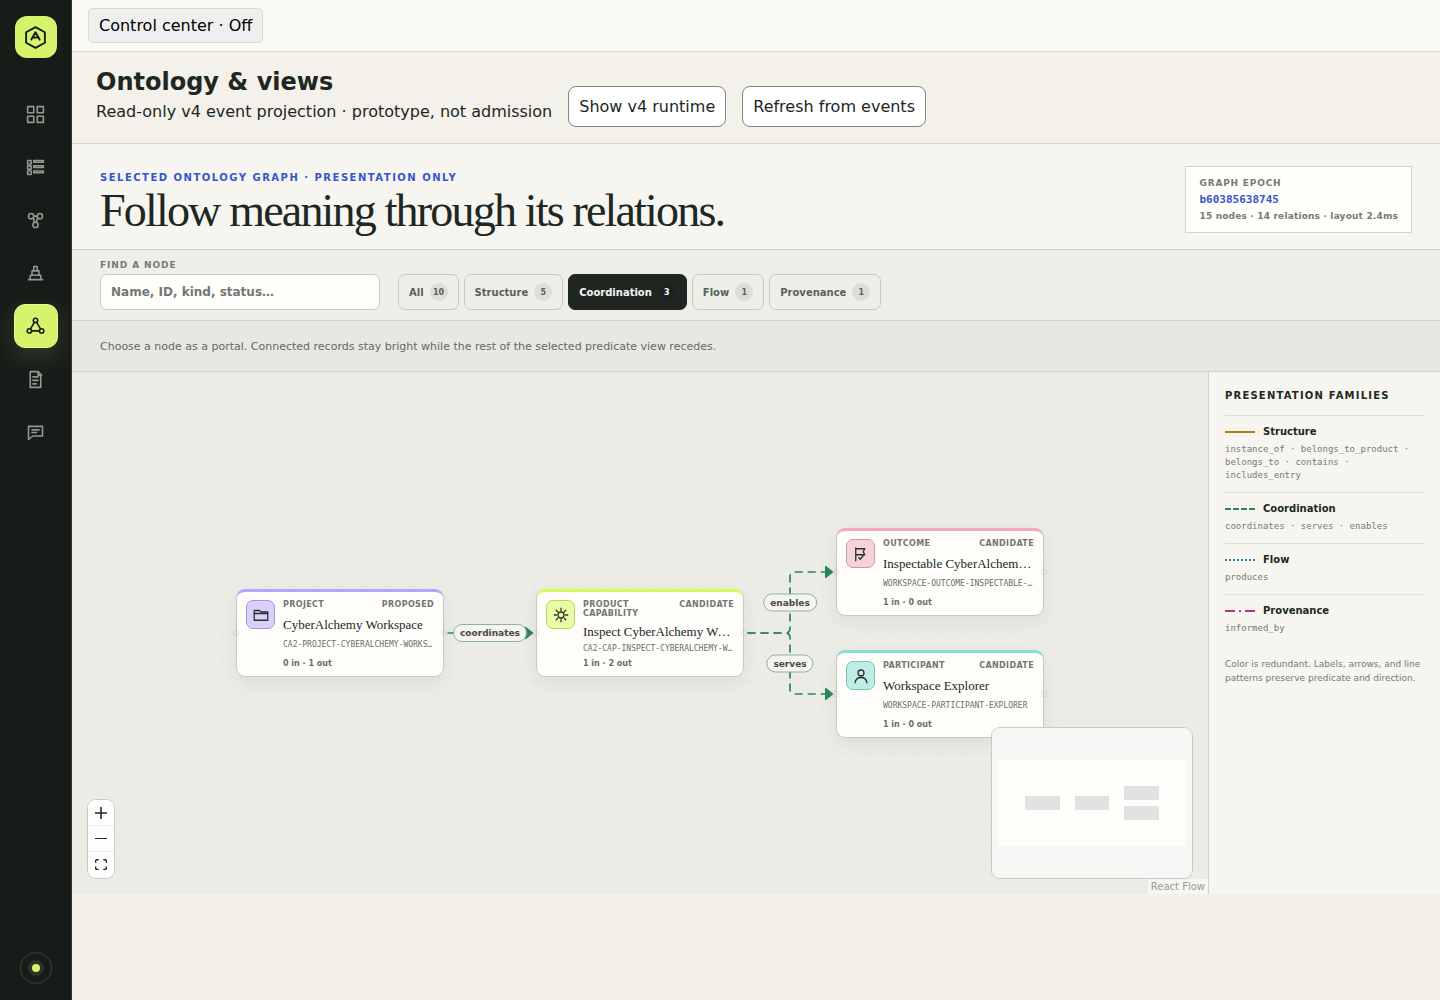 Control center · Off
Ontology & views
Read-only v4 event projection · prototype, not admission
Show v4 runtime
Refresh from events
SELECTED ONTOLOGY GRAPH · PRESENTATION ONLY
Follow meaning through its relations.
GRAPH EPOCH
b60385638745
15 nodes · 14 relations · layout 2.4ms
FIND A NODE
Name, ID, kind, status…
All 10
Structure 5
Coordination 3
Flow 1
Provenance 1
Choose a node as a portal. Connected records stay bright while the rest of the selected predicate view recedes.
PROJECT PROPOSED
CyberAlchemy Workspace
CA2-PROJECT-CYBERALCHEMY-WORKS…
0 in · 1 out
coordinates
PRODUCT CAPABILITY CANDIDATE
Inspect CyberAlchemy W…
CA2-CAP-INSPECT-CYBERALCHEMY-W…
1 in · 2 out
enables
serves
OUTCOME CANDIDATE
Inspectable CyberAlchem…
WORKSPACE-OUTCOME-INSPECTABLE-…
1 in · 0 out
PARTICIPANT CANDIDATE
Workspace Explorer
WORKSPACE-PARTICIPANT-EXPLORER
1 in · 0 out
React Flow
PRESENTATION FAMILIES
Structure
instance_of · belongs_to_product ·
belongs_to · contains ·
includes_entry
Coordination
coordinates · serves · enables
Flow
produces
Provenance
informed_by
Color is redundant. Labels, arrows, and line
patterns preserve predicate and direction.